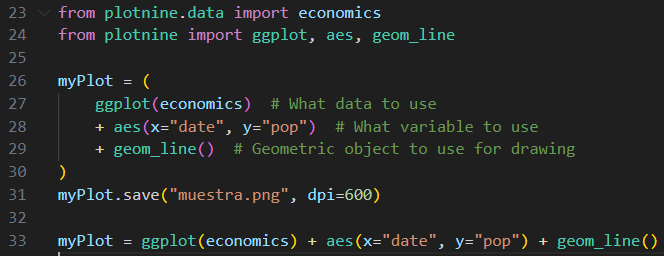 23 from plotnine.data import economics
24 from plotnine import ggplot, aes, geom_line
25
26 myPlot = (
27     ggplot(economics)  # What data to use
28     + aes(x="date", y="pop")  # What variable to use
29     + geom_line()  # Geometric object to use for drawing
30 )
31 myPlot.save("muestra.png", dpi=600)
32
33 myPlot = ggplot(economics) + aes(x="date", y="pop") + geom_line()